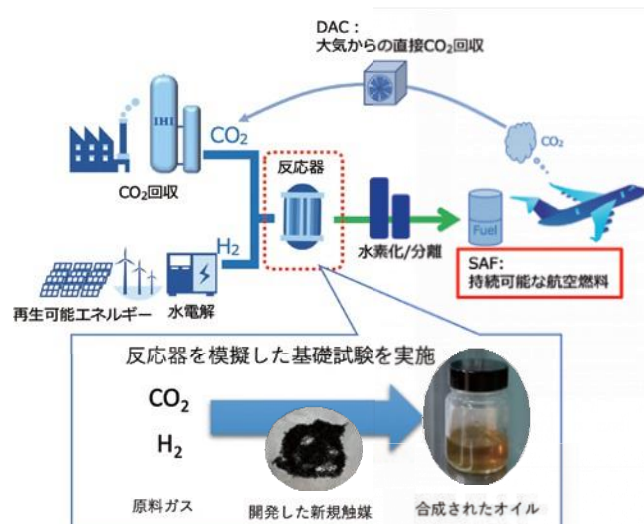 DAC:
大気からの直接CO₂回収
IHI
CO₂
CO₂
CO₂回収
反応器
H₂
Fuel
水素化/分離
SAF:
持続可能な航空燃料
再生可能エネルギー
水電解
反応器を模擬した基礎試験を実施
CO₂
H₂
原料ガス
開発した新規触媒
合成されたオイル